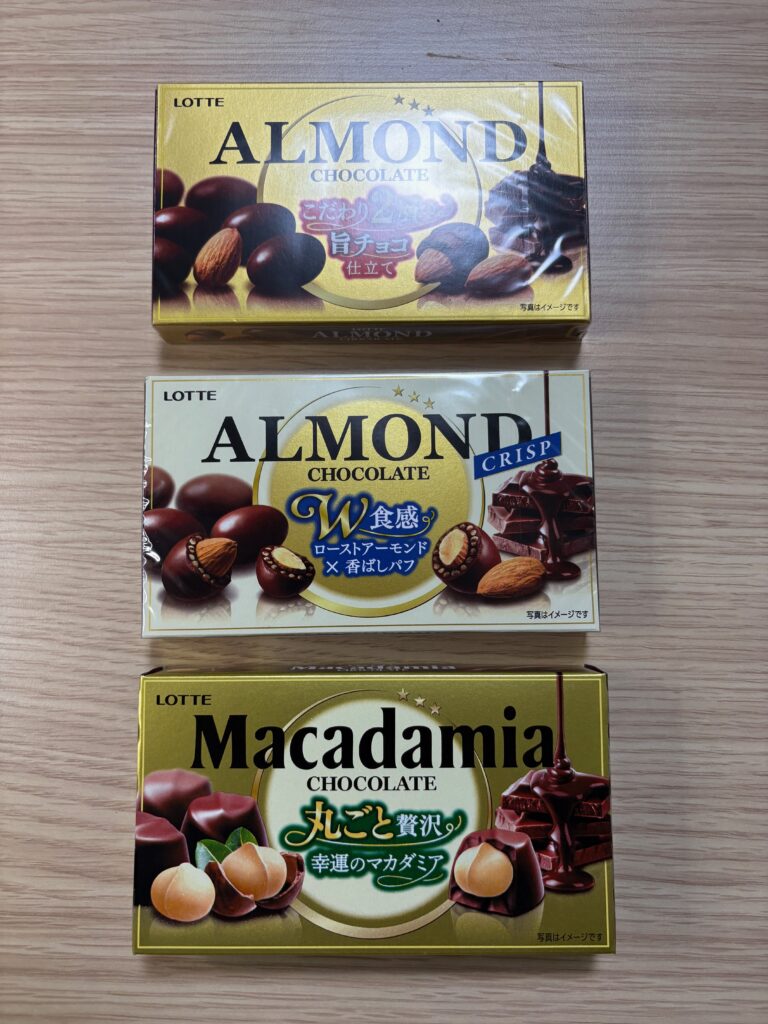 LOTTE
ALMOND
CHOCOLATE
こだわり2
旨チョコ
仕立て
写真はイメージです
LOTTE
ALMOND
LOTTE
ALMOND
CRISP
CHOCOLATE
W食感
ローストアーモンド
×香ばしパフ
写真はイメージです
Macadamia
LOTTE
Macadamia
CHOCOLATE
丸ごと贅沢
幸運のマカダミア
写真はイメージです